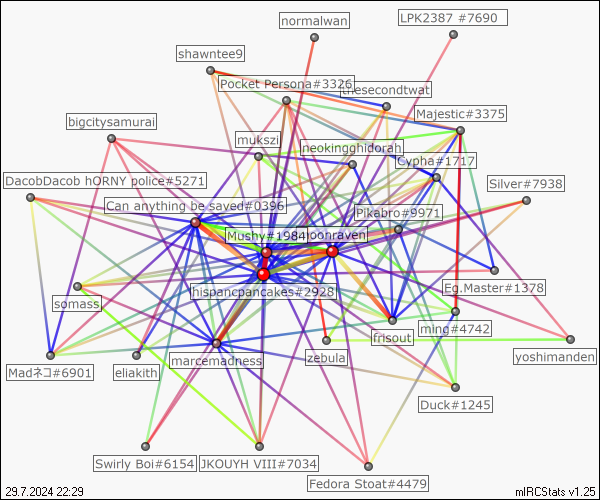 normalwan
LPK2387 #7690
shawntee9
Pocket Persona#3326
thesecondtwat
Majestic#3375
bigcitysamurai
mukszi
neokingghidorah
Cypha#1717
DacobDacob hORNY police#5271
Silver#7938
Can anything be saved#0396
Pikabro#9971
Mushy#1984
moonraven
hispancpancakes#2928
Eg.Master#1378
somass
ming#4742
frisout
marcemadness
zebula
yoshimanden
Madネコ#6901
eliakith
Duck#1245
Swirly Boi#6154
JKOUYH VIII#7034
Fedora Stoat#4479
29.7.2024 22:29
mIRCStats v1.25